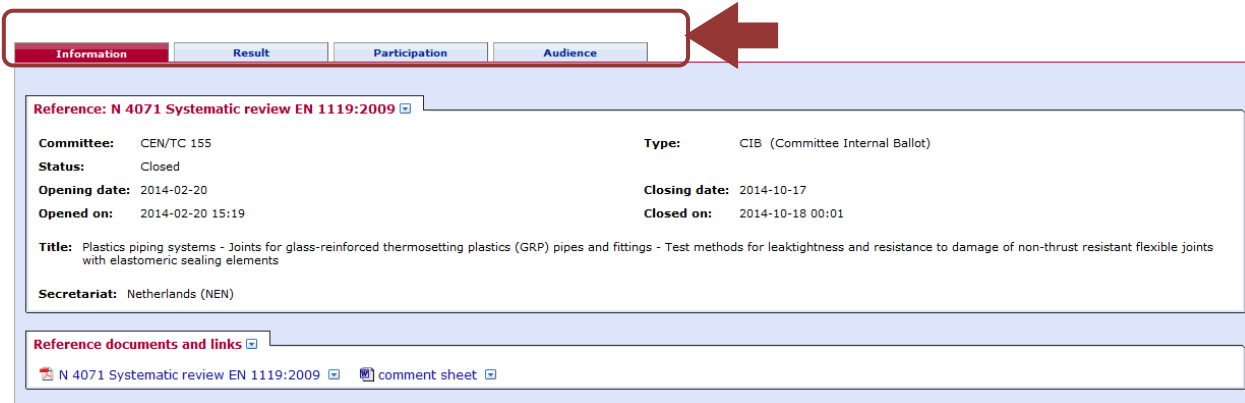 Information Result Participation Audience
Reference: N 4071 Systematic review EN 1119:2009
Committee: CEN/TC 155 Type: CIB (Committee Internal Ballot)
Status: Closed
Opening date: 2014-02-20 Closing date: 2014-10-17
Opened on: 2014-02-20 15:19 Closed on: 2014-10-18 00:01
Title: Plastics piping systems - Joints for glass-reinforced thermosetting plastics (GRP) pipes and fittings - Test methods for leaktightness and resistance to damage of non-thrust resistant flexible joints
with elastomeric sealing elements
Secretariat: Netherlands (NEN)
Reference documents and links
N 4071 Systematic review EN 1119:2009 comment sheet